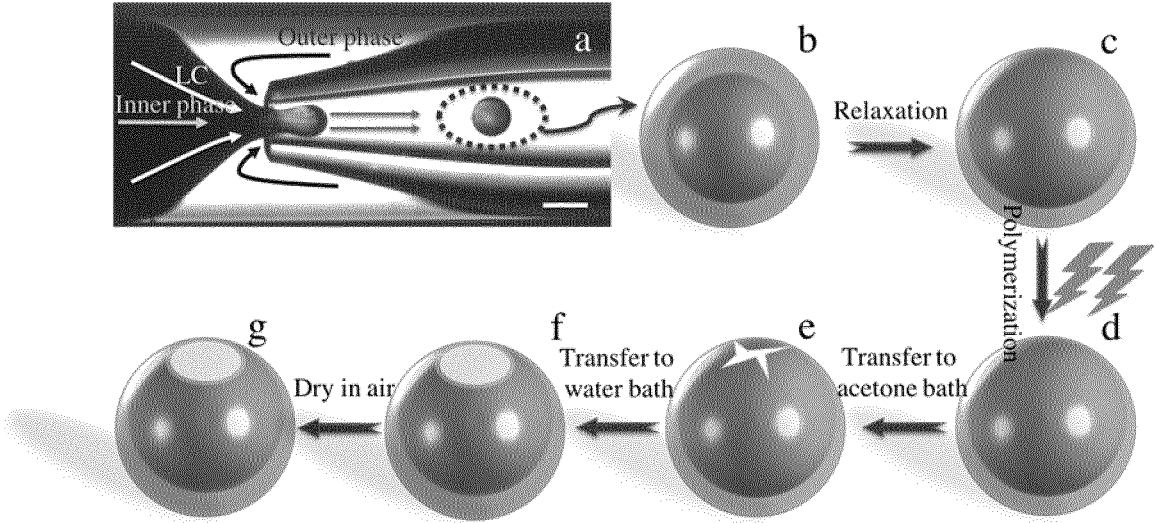 a
Outer phase
LC
Inner phase
b
Relaxation
c
Polymerization
d
Transfer to
acetone bath
e
Transfer to
water bath
f
Dry in air
g